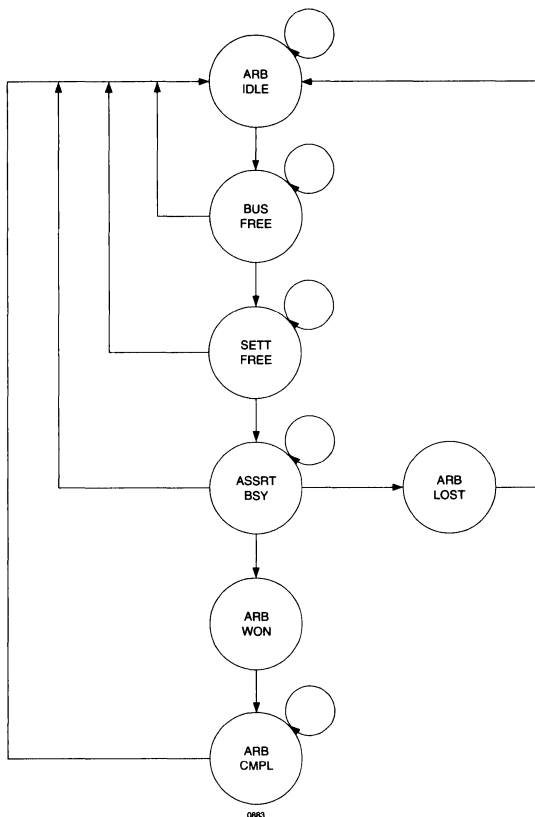 ARB
IDLE
BUS
FREE
SETT
FREE
ASSRT
BSY
ARB
LOST
ARB
WON
ARB
CMPL
0883